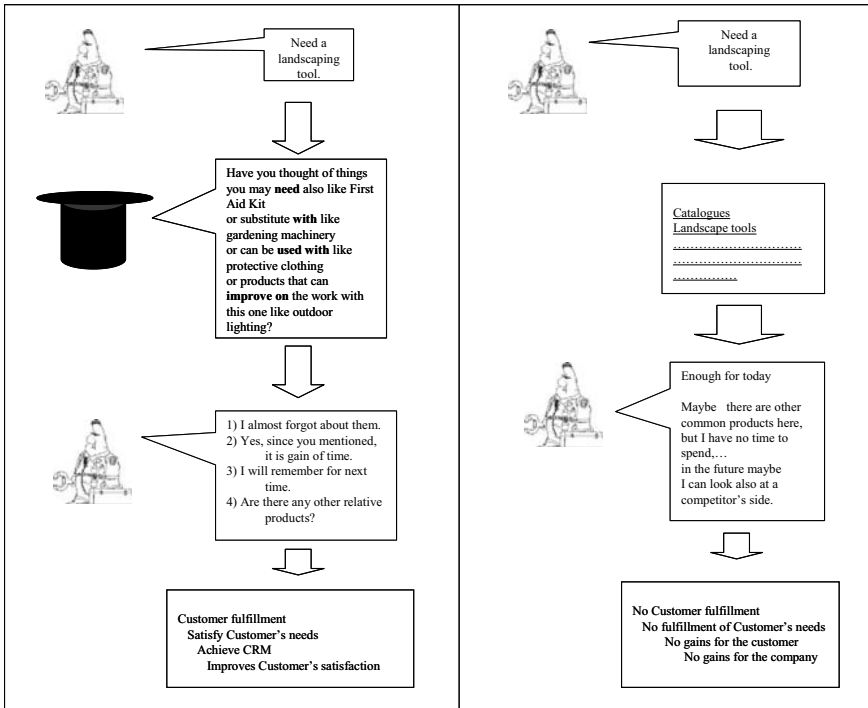 Need a
landscaping
tool.
Have you thought of things
you may need also like First
Aid Kit
or substitute with like
gardening machinery
or can be used with like
protective clothing
or products that can
improve on the work with
this one like outdoor
lighting?
1) I almost forgot about them.
2) Yes, since you mentioned,
it is gain of time.
3) I will remember for next
time.
4) Are there any other relative
products?
Customer fulfillment
Satisfy Customer's needs
Achieve CRM
Improves Customer's satisfaction
Need a
landscaping
tool.
Catalogues
Landscape tools
…………………………
…………………………
……………
Enough for today
Maybe there are other
common products here,
but I have no time to
spend,…
in the future maybe
I can look also at a
competitor's side.
No Customer fulfillment
No fulfillment of Customer's needs
No gains for the customer
No gains for the company